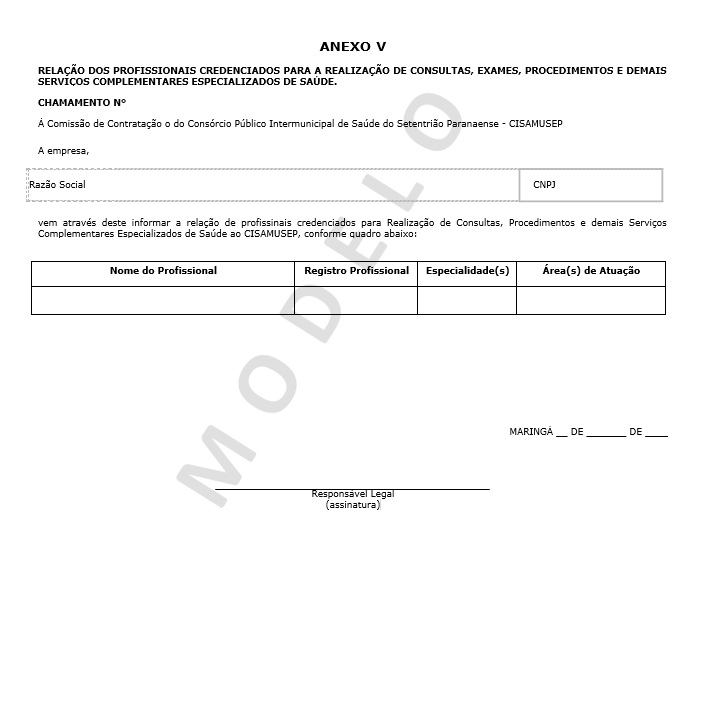 ANEXO V
RELAÇÃO DOS PROFISSIONAIS CREDENCIADOS PARA A REALIZAÇÃO DE CONSULTAS, EXAMES, PROCEDIMENTOS E DEMAIS
SERVIÇOS COMPLEMENTARES ESPECIALIZADOS DE SAÚDE.
CHAMAMENTO Nº
Á Comissão de Contratação o do Consórcio Público Intermunicipal de Saúde do Setentrião Paranaense - CISAMUSEP
A empresa,
Razão Social CNPJ
vem através deste informar a relação de profissinais credenciados para Realização de Consultas, Procedimentos e demais Serviços
Complementares Especializados de Saúde ao CISAMUSEP, conforme quadro abaixo:
Nome do Profissional Registro Profissional Especialidade(s) Área(s) de Atuação
MARINGÁ __ DE _______ DE ____
Responsável Legal
(assinatura)
MODELO